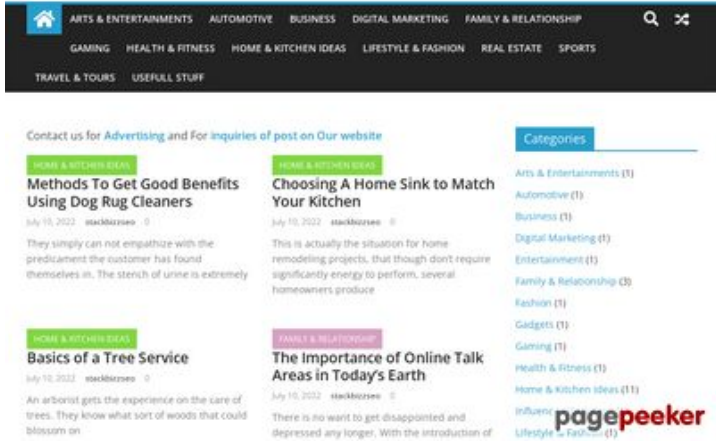 ARTS & ENTERTAINMENTS AUTOMOTIVE BUSINESS DIGITAL MARKETING FAMILY & RELATIONSHIP
GAMING HEALTH & FITNESS HOME & KITCHEN IDEAS LIFESTYLE & FASHION REAL ESTATE SPORTS
TRAVEL & TOURS USEFULL STUFF
Contact us for Advertising and For inquiries of post on Our website
HOME & KITCHEN IDEAS
Methods To Get Good Benefits
Using Dog Rug Cleaners
July 10, 2022 stackbizzseo 0
They simply can not empathize with the
predicament the customer has found
themselves in. The stench of urine is extremely
HOME & KITCHEN IDEAS
Choosing A Home Sink to Match
Your Kitchen
July 10, 2022 stackbizzseo 0
This is actually the situation for home
remodeling projects, that though don't require
significantly energy to perform, several
homeowners produce
HOME & KITCHEN IDEAS
Basics of a Tree Service
July 10, 2022 stackbizzseo 0
An arborist gets the experience on the care of
trees. They know what sort of woods that could
blossom on
FAMILY & RELATIONSHIP
The Importance of Online Talk
Areas in Today's Earth
July 10, 2022 stackbizzseo 0
There is no want to get disappointed and
depressed any longer. With the introduction of
Categories
Arts & Entertainments (1)
Automotive (1)
Business (1)
Digital Marketing (1)
Entertainment (1)
Family & Relationship (3)
Fashion (1)
Gadgets (1)
Gaming (1)
Health & Fitness (1)
Home & Kitchen Ideas (11)
Lifestyle & Fashion (1)
pagepeeker